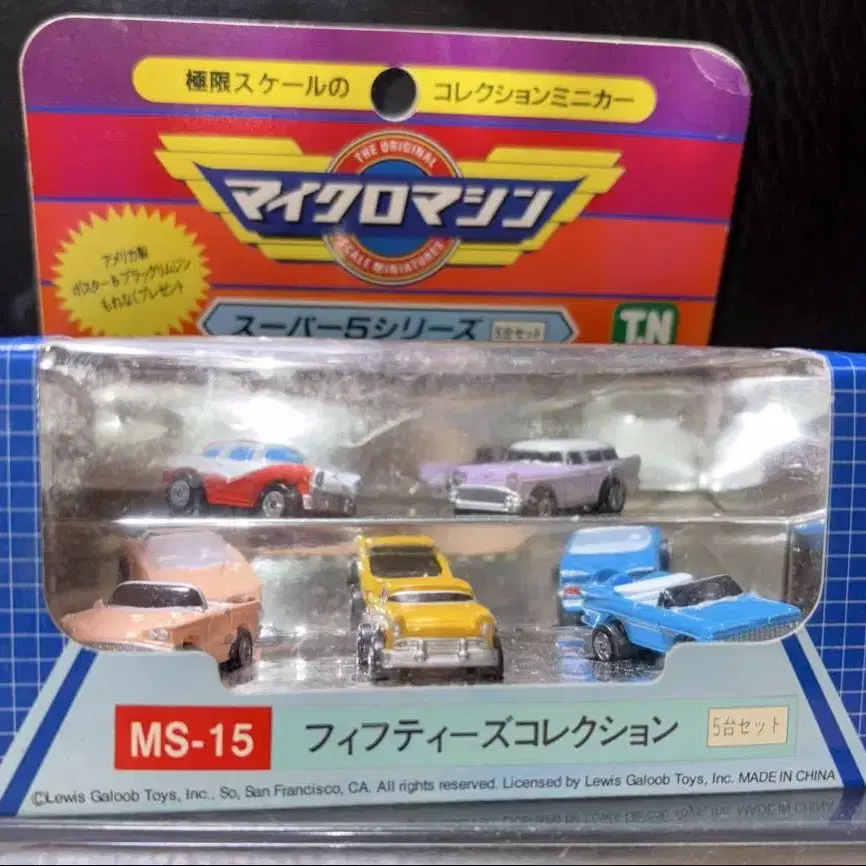 極限スケールの コレクションミニカー
THE ORIGINAL
マイクロマシン
SCALE MINIATURES
アメリカ製
ポスター&ブラックリムジン
もれなくプレゼント
スーパー5シリーズ 5台セット
T.N
MS-15 フィフティーズコレクション 5台セット
©Lewis Galoob Toys, Inc., So, San Francisco, CA. All rights reserved. Licensed by Lewis Galoob Toys, Inc. MADE IN CHINA